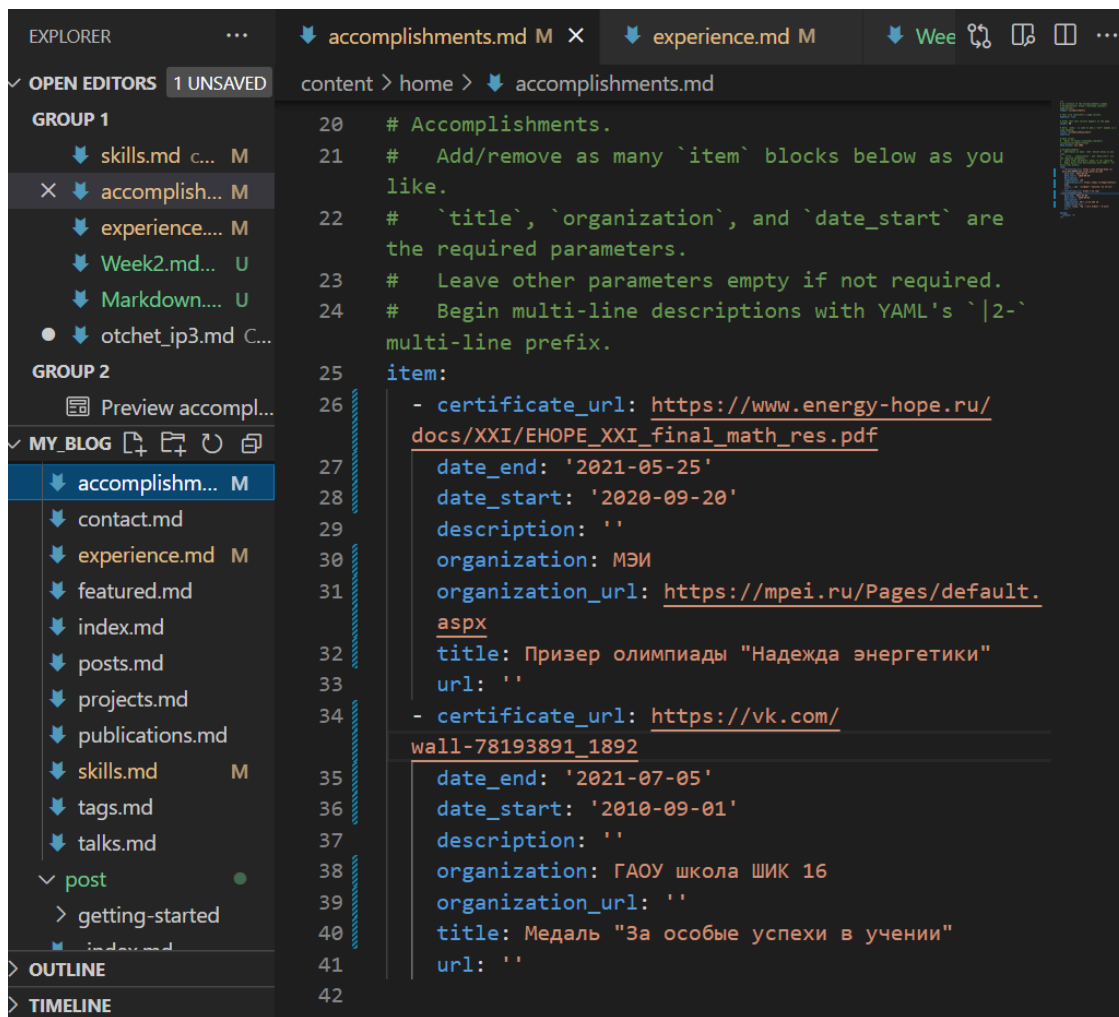 EXPLORER ...
OPEN EDITORS 1 UNSAVED
GROUP 1
skills.md c... M
accomplish... M
experience.... M
Week2.md... U
Markdown.... U
otchet_ip3.md C...
GROUP 2
Preview accompl...
MY_BLOG
accomplishm... M
contact.md
experience.md M
featured.md
index.md
posts.md
projects.md
publications.md
skills.md M
tags.md
talks.md
post
getting-started
_index.md
OUTLINE
TIMELINE
accomplishments.md M experience.md M Wee ...
content > home > accomplishments.md
20 # Accomplishments.
21 #   Add/remove as many `item` blocks below as you
like.
22 #   `title`, `organization`, and `date_start` are
the required parameters.
23 #   Leave other parameters empty if not required.
24 #   Begin multi-line descriptions with YAML's `|2-`
multi-line prefix.
25 item:
26   - certificate_url: https://www.energy-hope.ru/
docs/XXI/EHOPE_XXI_final_math_res.pdf
27     date_end: '2021-05-25'
28     date_start: '2020-09-20'
29     description: ''
30     organization: МЭИ
31     organization_url: https://mpei.ru/Pages/default.
aspx
32     title: Призер олимпиады "Надежда энергетики"
33     url: ''
34   - certificate_url: https://vk.com/
wall-78193891_1892
35     date_end: '2021-07-05'
36     date_start: '2010-09-01'
37     description: ''
38     organization: ГАОУ школа ШИК 16
39     organization_url: ''
40     title: Медаль "За особые успехи в учении"
41     url: ''
42